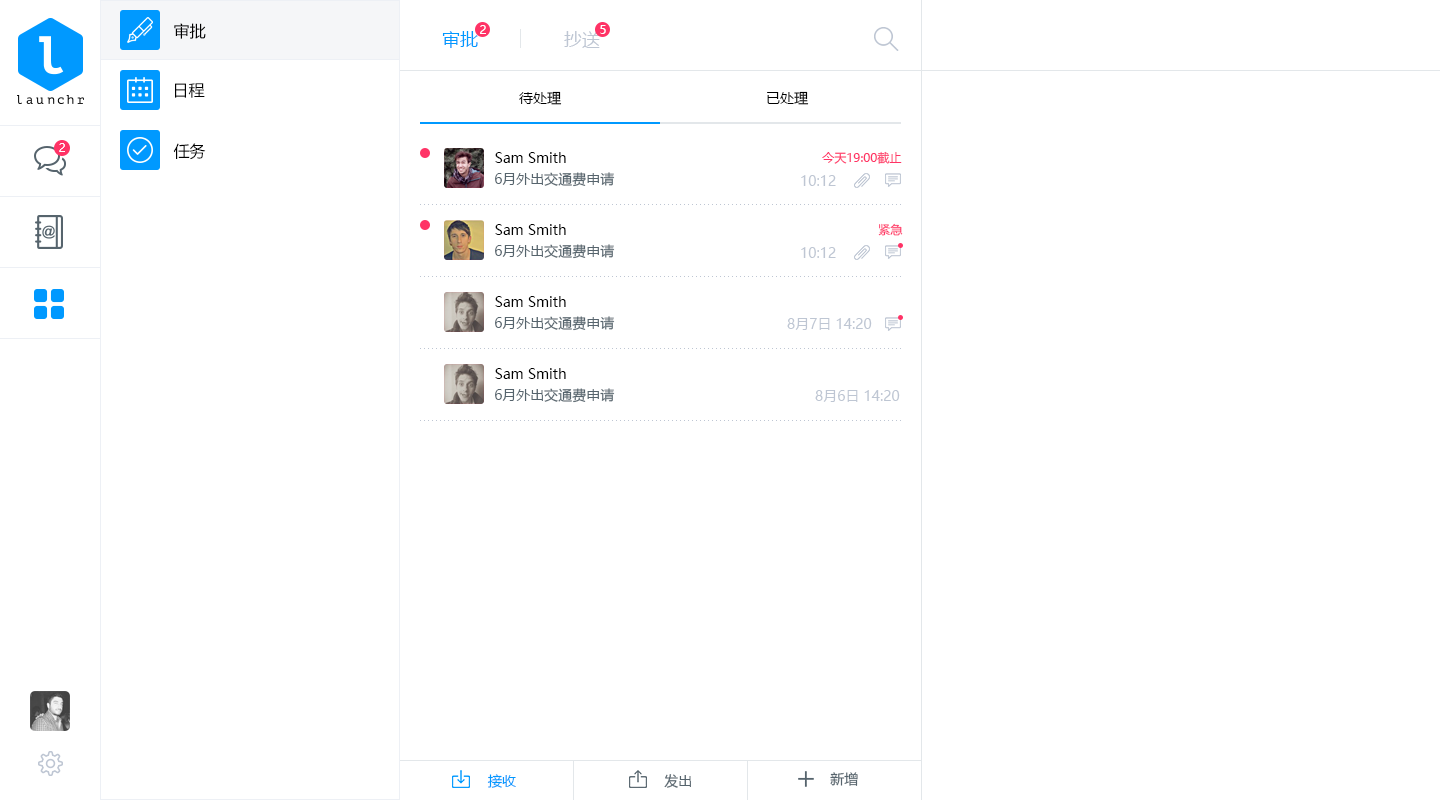 launchr
2
@
审批
日程
任务
审批 2
抄送 5
待处理 已处理
Sam Smith 今天19:00截止
6月外出交通费申请 10:12
Sam Smith 紧急
6月外出交通费申请 10:12
Sam Smith
6月外出交通费申请 8月7日 14:20
Sam Smith
6月外出交通费申请 8月6日 14:20
接收 发出 新增